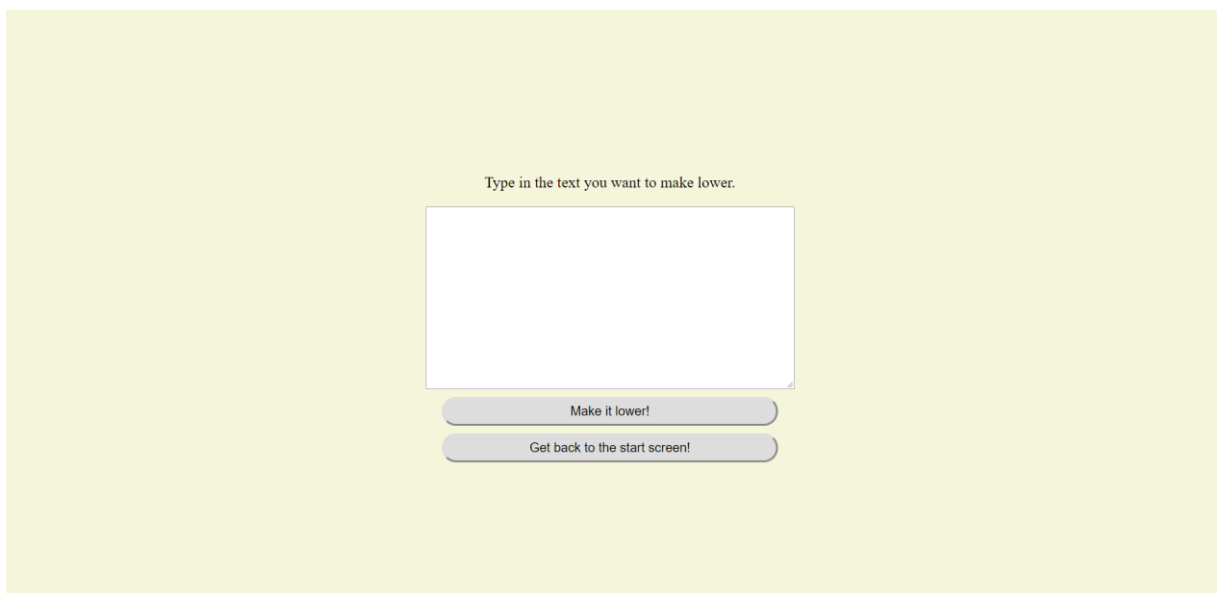 Type in the text you want to make lower.
Make it lower!
Get back to the start screen!